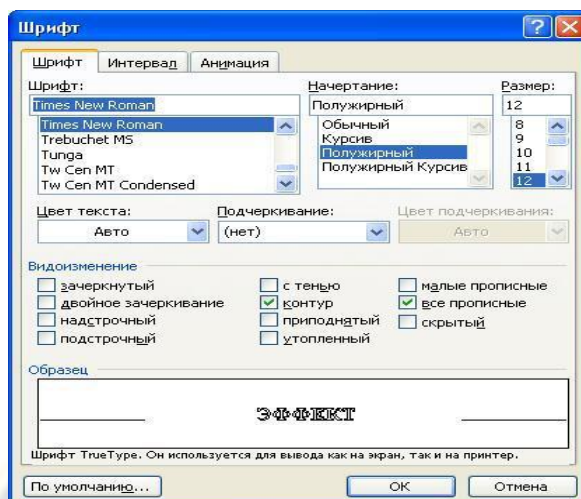 Шрифт
Шрифт Интервал Анимация
Шрифт: Начертание: Размер:
Times New Roman Полужирный 12
Times New Roman Обычный 8
Trebuchet MS Курсив 9
Tunga Полужирный 10
Tw Cen MT Полужирный Курсив 11
Tw Cen MT Condensed 12
Цвет текста: Подчеркивание: Цвет подчеркивания:
Авто (нет) Авто
Видоизменение
зачеркнутый с тенью малые прописные
двойное зачеркивание контур все прописные
надстрочный приподнятый скрытый
подстрочный утопленный
Образец
ЭФФЕКТ
Шрифт TrueType. Он используется для вывода как на экран, так и на принтер.
По умолчанию... ОК Отмена